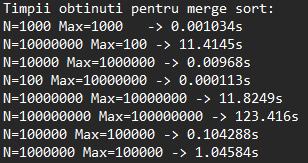 Timpii obtinuti pentru merge sort:
N=1000 Max=1000   -> 0.001034s
N=10000000 Max=100 -> 11.4145s
N=10000 Max=10000000 -> 0.00968s
N=100 Max=10000000 -> 0.000113s
N=10000000 Max=10000000 -> 11.8249s
N=100000000 Max=100000000 -> 123.416s
N=100000 Max=100000 -> 0.104288s
N=1000000 Max=100000 -> 1.04584s